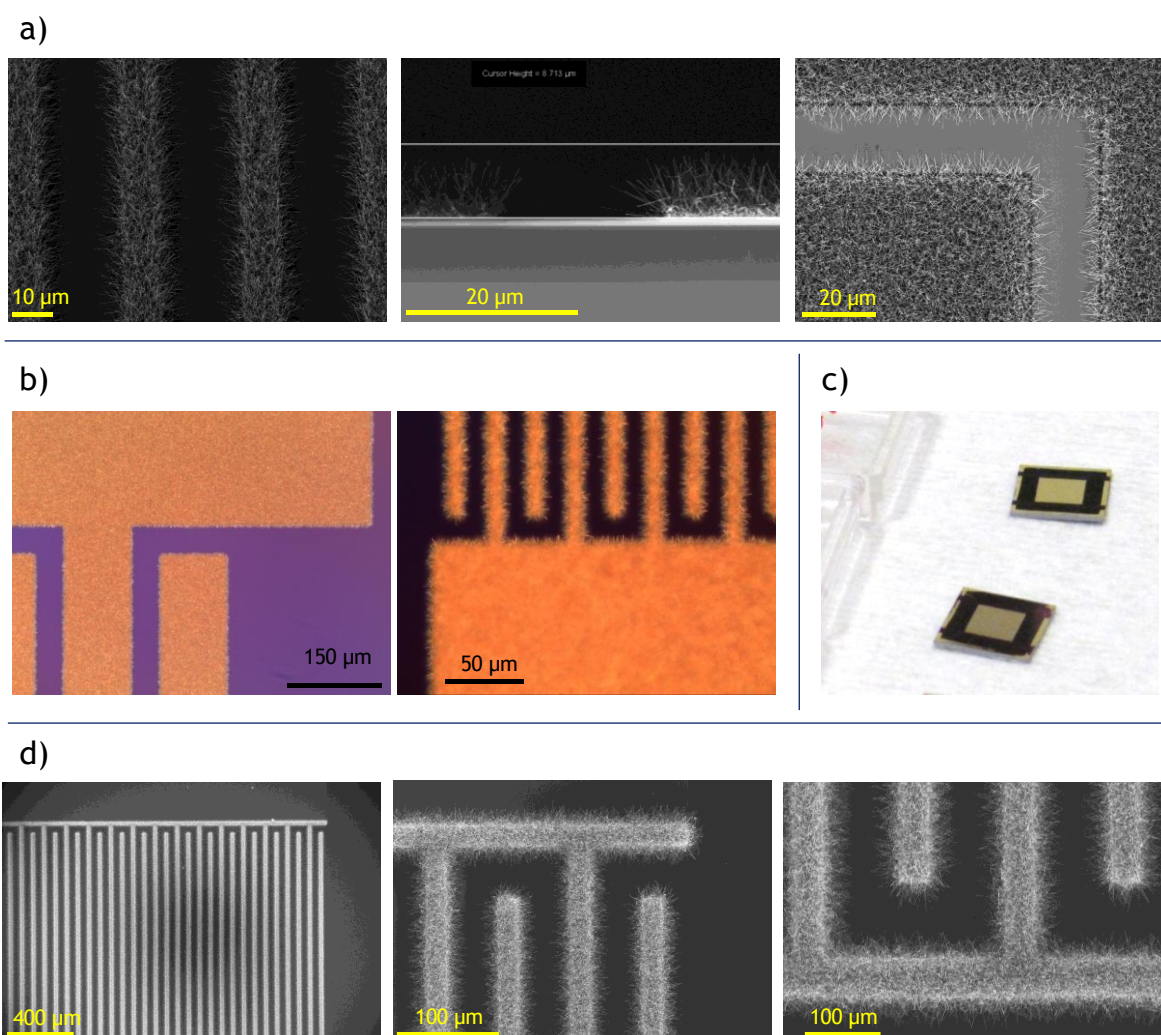 a)
Cursor Height = 8.713 µm
10 µm
20 µm
20 µm
b)
c)
150 µm
50 µm
d)
400 µm
100 µm
100 µm